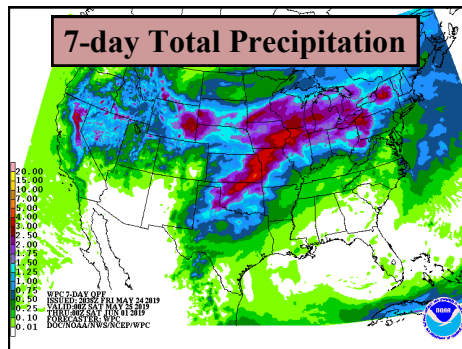 7-day Total Precipitation
20.00
15.00
10.00
7.00
5.00
4.00
3.00
2.50
2.00
1.75
1.50
1.25
1.00
0.75
0.50
0.25
0.10
0.01
WPC 7-DAY QPF
ISSUED: 2038Z FRI MAY 24 2019
VALID:00Z SAT MAY 25 2019
THRU:00Z SAT JUN 01 2019
FORECASTER: WPC
DOC/NOAA/NWS/NCEP/WPC
NOAA